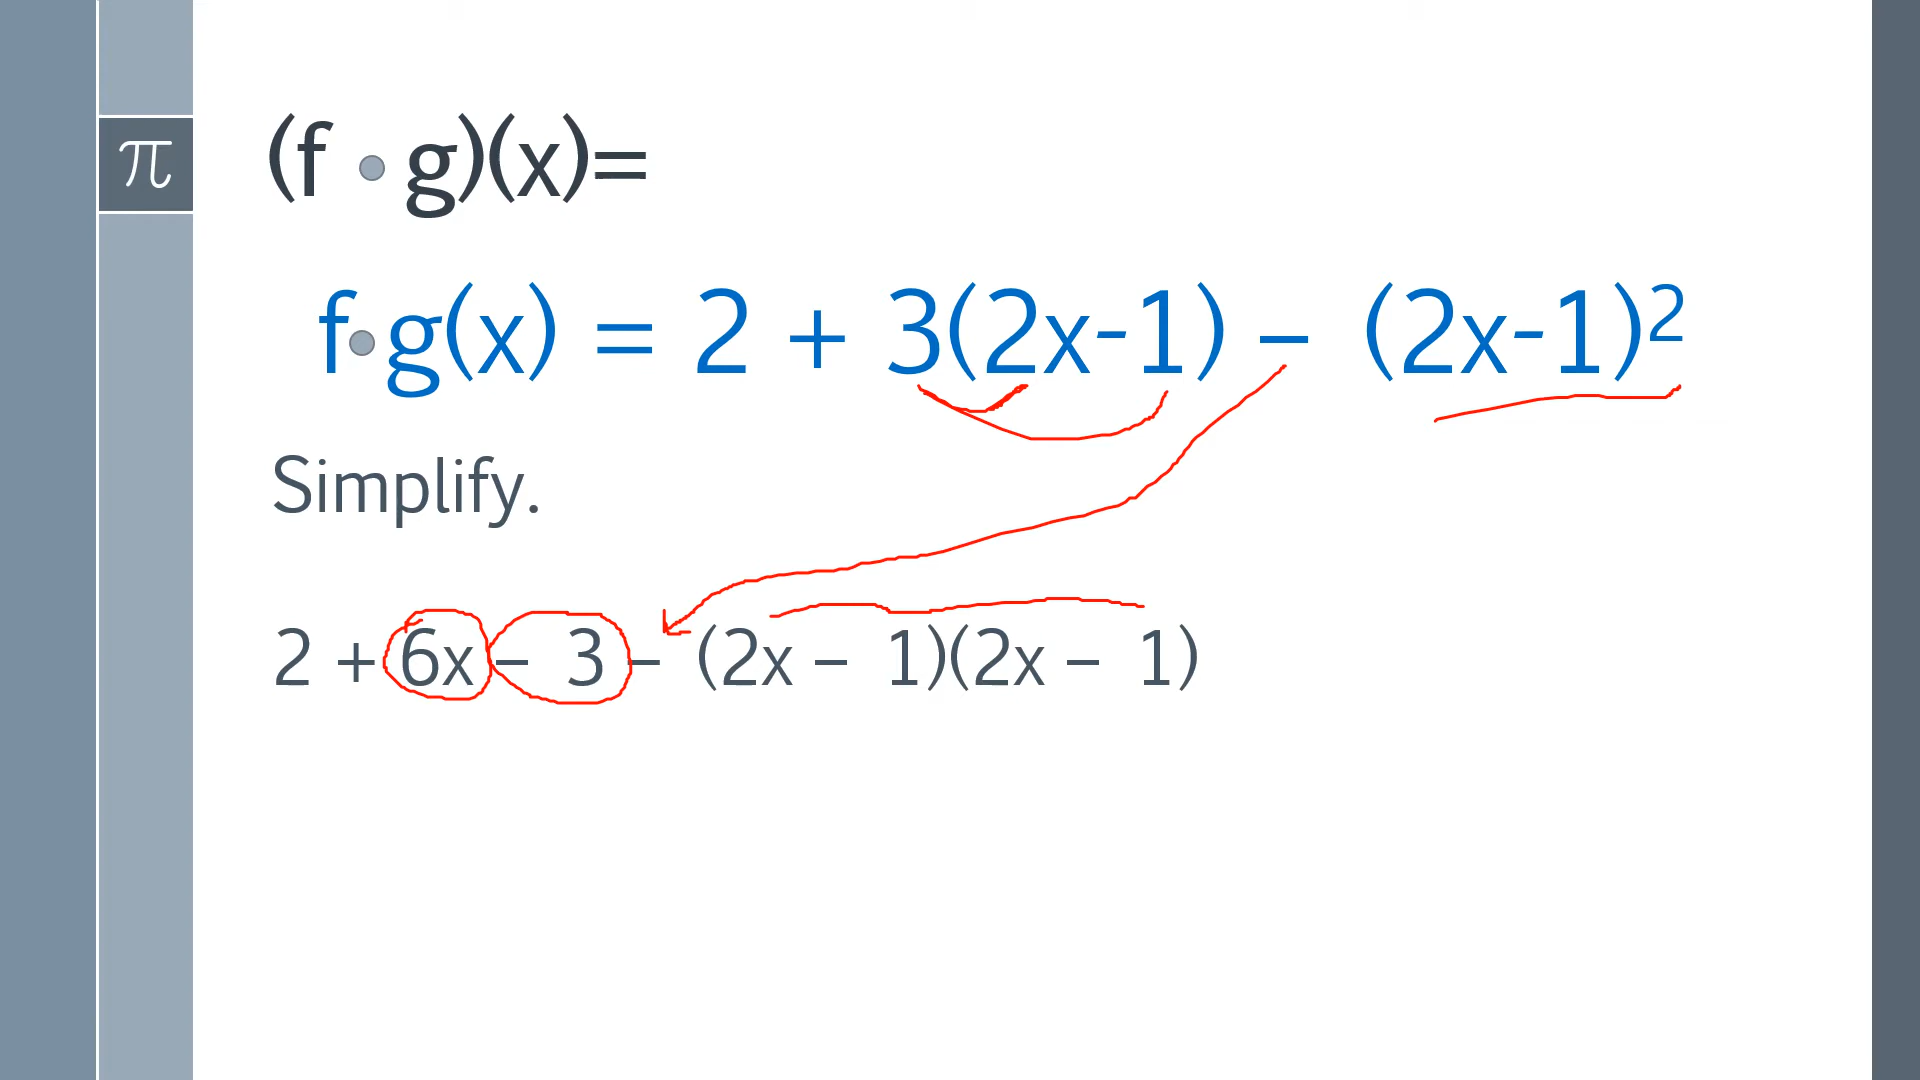 π
(f • g)(x)=
f•g(x) = 2 + 3(2x-1) – (2x-1)²
Simplify.
2 + 6x – 3 – (2x – 1)(2x – 1)